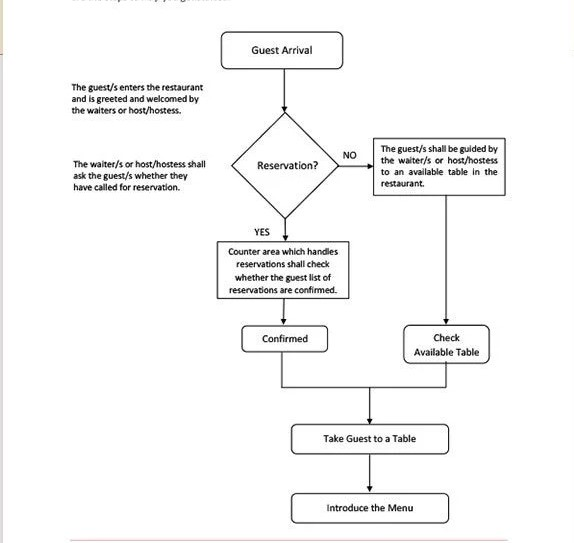 Guest Arrival
The guest/s enters the restaurant
and is greeted and welcomed by
the waiters or host/hostess.
The waiter/s or host/hostess shall
ask the guest/s whether they
have called for reservation.
Reservation?
NO
The guest/s shall be guided by
the waiter/s or host/hostess
to an available table in the
restaurant.
YES
Counter area which handles
reservations shall check
whether the guest list of
reservations are confirmed.
Confirmed
Check
Available Table
Take Guest to a Table
Introduce the Menu